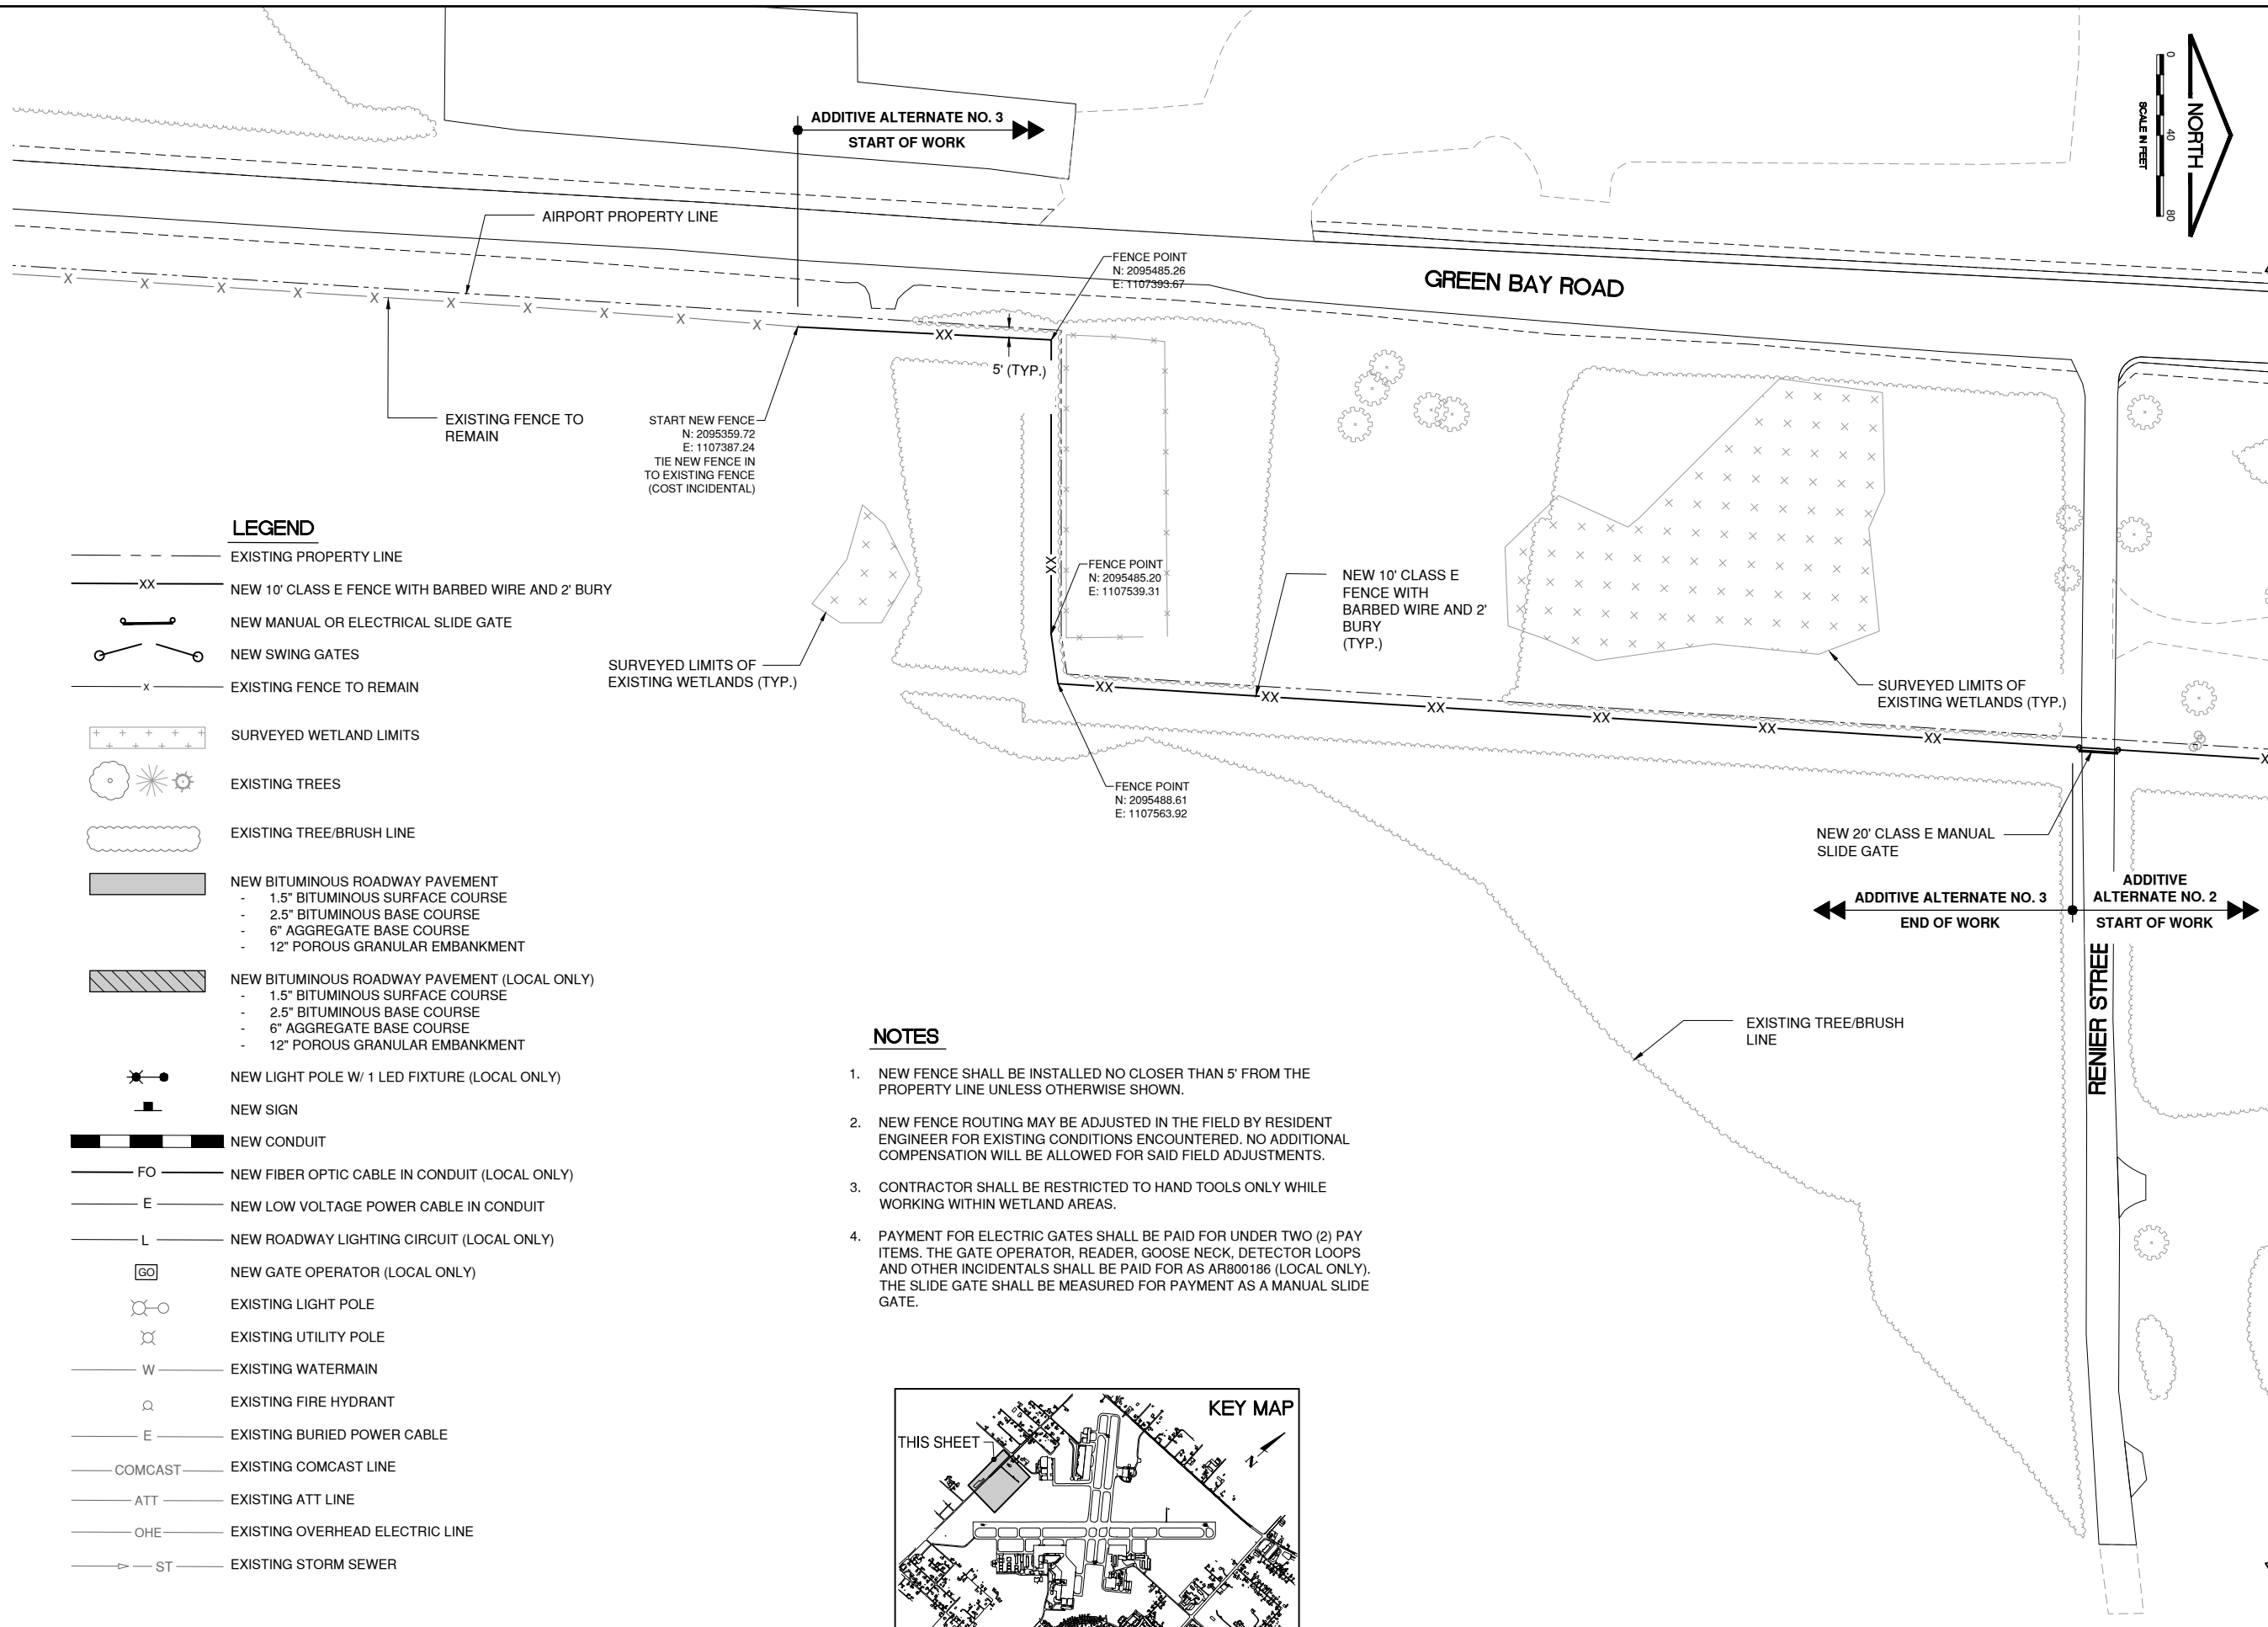 ADDITIVE ALTERNATE NO. 3
START OF WORK
0
40
80
SCALE IN FEET
NORTH
AIRPORT PROPERTY LINE
FENCE POINT
N: 2095485.26
E: 1107393.67
GREEN BAY ROAD
X X X X X X X X X X
XX
5' (TYP.)
EXISTING FENCE TO
REMAIN
START NEW FENCE
N: 2095359.72
E: 1107387.24
TIE NEW FENCE IN
TO EXISTING FENCE
(COST INCIDENTAL)
XX
FENCE POINT
N: 2095485.20
E: 1107539.31
NEW 10' CLASS E
FENCE WITH
BARBED WIRE AND 2'
BURY
(TYP.)
SURVEYED LIMITS OF
EXISTING WETLANDS (TYP.)
SURVEYED LIMITS OF
EXISTING WETLANDS (TYP.)
XX XX XX XX XX XX
FENCE POINT
N: 2095488.61
E: 1107563.92
NEW 20' CLASS E MANUAL
SLIDE GATE
ADDITIVE ALTERNATE NO. 3
END OF WORK
ADDITIVE
ALTERNATE NO. 2
START OF WORK
RENIER STREE
EXISTING TREE/BRUSH
LINE
LEGEND
EXISTING PROPERTY LINE
XX NEW 10' CLASS E FENCE WITH BARBED WIRE AND 2' BURY
NEW MANUAL OR ELECTRICAL SLIDE GATE
NEW SWING GATES
x EXISTING FENCE TO REMAIN
SURVEYED WETLAND LIMITS
EXISTING TREES
EXISTING TREE/BRUSH LINE
NEW BITUMINOUS ROADWAY PAVEMENT
- 1.5" BITUMINOUS SURFACE COURSE
- 2.5" BITUMINOUS BASE COURSE
- 6" AGGREGATE BASE COURSE
- 12" POROUS GRANULAR EMBANKMENT
NEW BITUMINOUS ROADWAY PAVEMENT (LOCAL ONLY)
- 1.5" BITUMINOUS SURFACE COURSE
- 2.5" BITUMINOUS BASE COURSE
- 6" AGGREGATE BASE COURSE
- 12" POROUS GRANULAR EMBANKMENT
NEW LIGHT POLE W/ 1 LED FIXTURE (LOCAL ONLY)
NEW SIGN
NEW CONDUIT
FO NEW FIBER OPTIC CABLE IN CONDUIT (LOCAL ONLY)
E NEW LOW VOLTAGE POWER CABLE IN CONDUIT
L NEW ROADWAY LIGHTING CIRCUIT (LOCAL ONLY)
GO NEW GATE OPERATOR (LOCAL ONLY)
EXISTING LIGHT POLE
EXISTING UTILITY POLE
W EXISTING WATERMAIN
EXISTING FIRE HYDRANT
E EXISTING BURIED POWER CABLE
COMCAST EXISTING COMCAST LINE
ATT EXISTING ATT LINE
OHE EXISTING OVERHEAD ELECTRIC LINE
ST EXISTING STORM SEWER
NOTES
1. NEW FENCE SHALL BE INSTALLED NO CLOSER THAN 5' FROM THE
PROPERTY LINE UNLESS OTHERWISE SHOWN.
2. NEW FENCE ROUTING MAY BE ADJUSTED IN THE FIELD BY RESIDENT
ENGINEER FOR EXISTING CONDITIONS ENCOUNTERED. NO ADDITIONAL
COMPENSATION WILL BE ALLOWED FOR SAID FIELD ADJUSTMENTS.
3. CONTRACTOR SHALL BE RESTRICTED TO HAND TOOLS ONLY WHILE
WORKING WITHIN WETLAND AREAS.
4. PAYMENT FOR ELECTRIC GATES SHALL BE PAID FOR UNDER TWO (2) PAY
ITEMS. THE GATE OPERATOR, READER, GOOSE NECK, DETECTOR LOOPS
AND OTHER INCIDENTALS SHALL BE PAID FOR AS AR800186 (LOCAL ONLY).
THE SLIDE GATE SHALL BE MEASURED FOR PAYMENT AS A MANUAL SLIDE
GATE.
KEY MAP
THIS SHEET
N